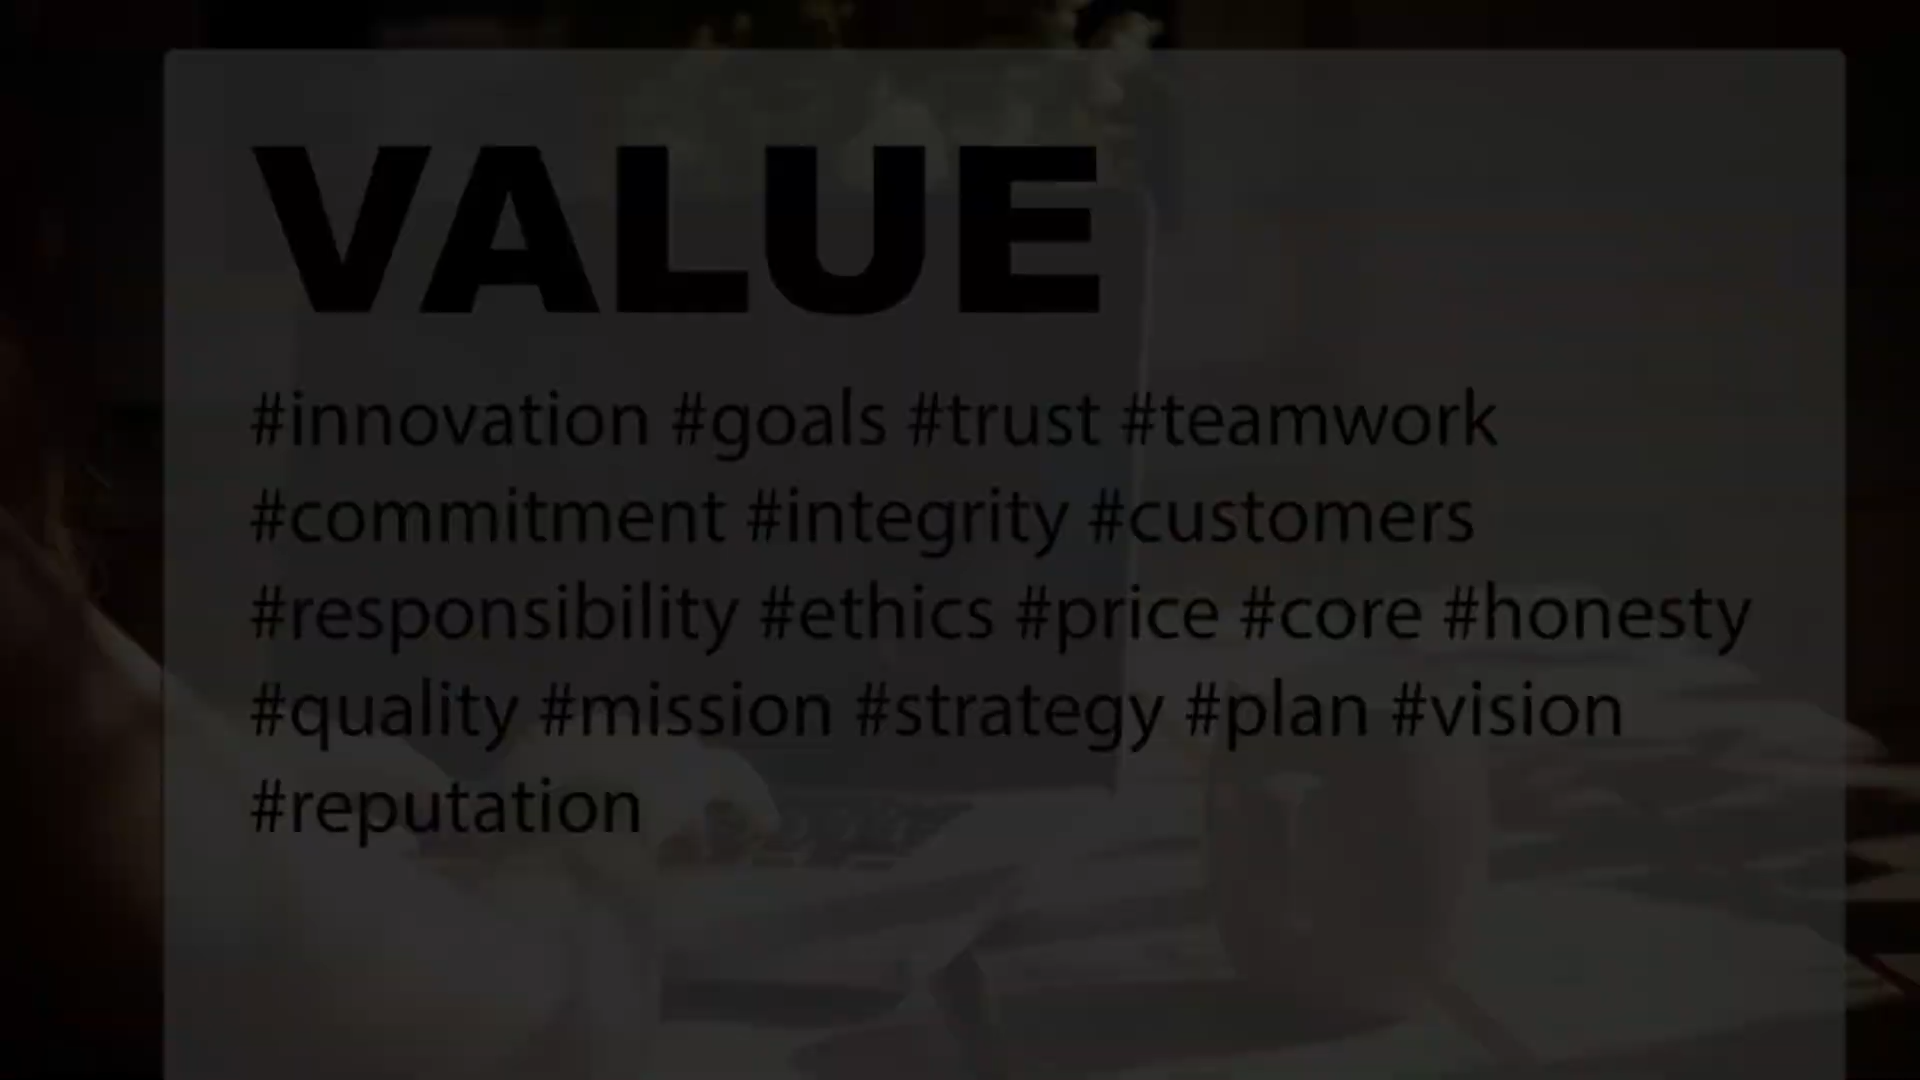 VALUE
#innovation #goals #trust #teamwork
#commitment #integrity #customers
#responsibility #ethics #price #core #honesty
#quality #mission #strategy #plan #vision
#reputation